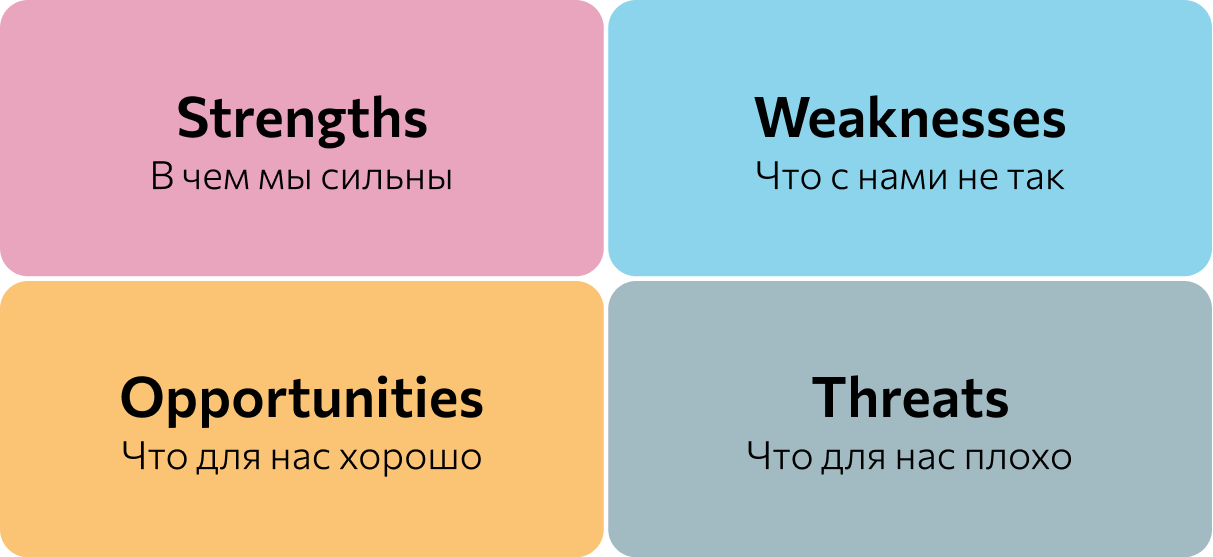 Strengths
В чем мы сильны
Weaknesses
Что с нами не так
Opportunities
Что для нас хорошо
Threats
Что для нас плохо